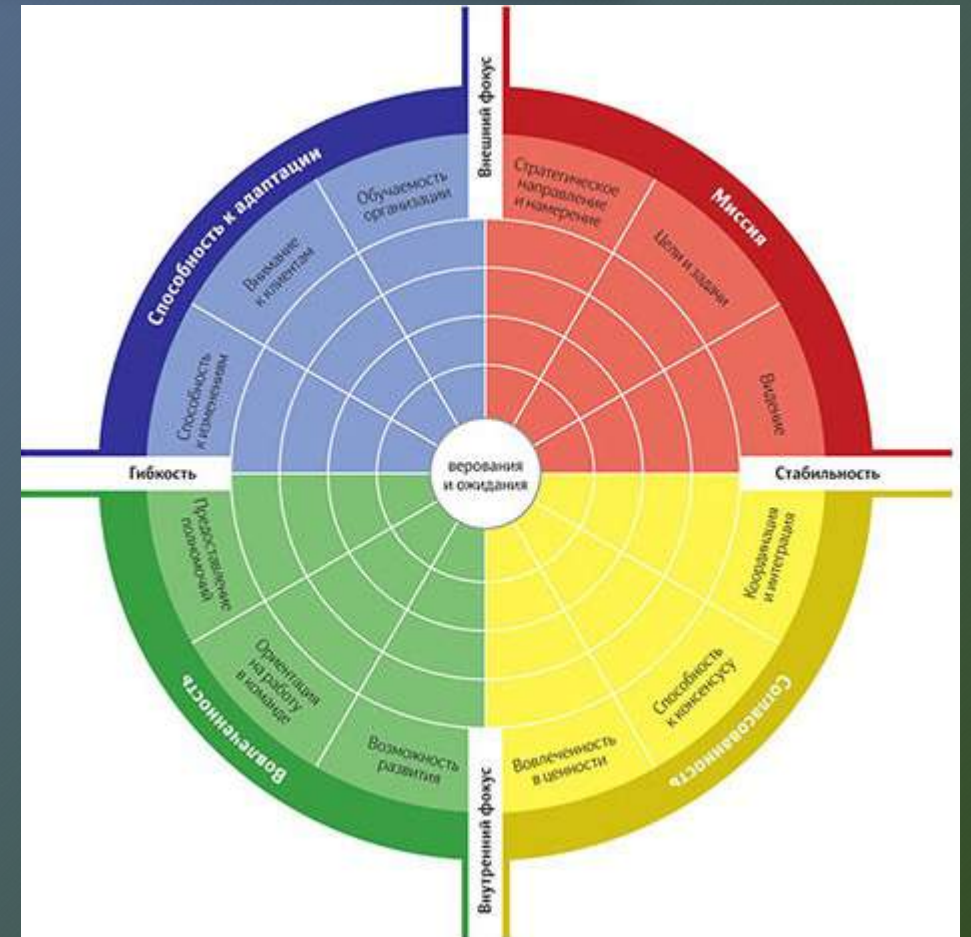 Внешний фокус
Способность к адаптации
Обучаемость
организации
Внимание
к клиентам
Способность
к изменениям
Миссия
Стратегическое
направление
и намерение
Цели и задачи
Видение
Гибкость
верования
и ожидания
Стабильность
Предоставление
полномочий
Ориентация
на работу
в команде
Возможность
развития
Вовлеченность
Координация
и интеграция
Способность
к консенсусу
Вовлеченность
в ценности
Согласованность
Внутренний фокус